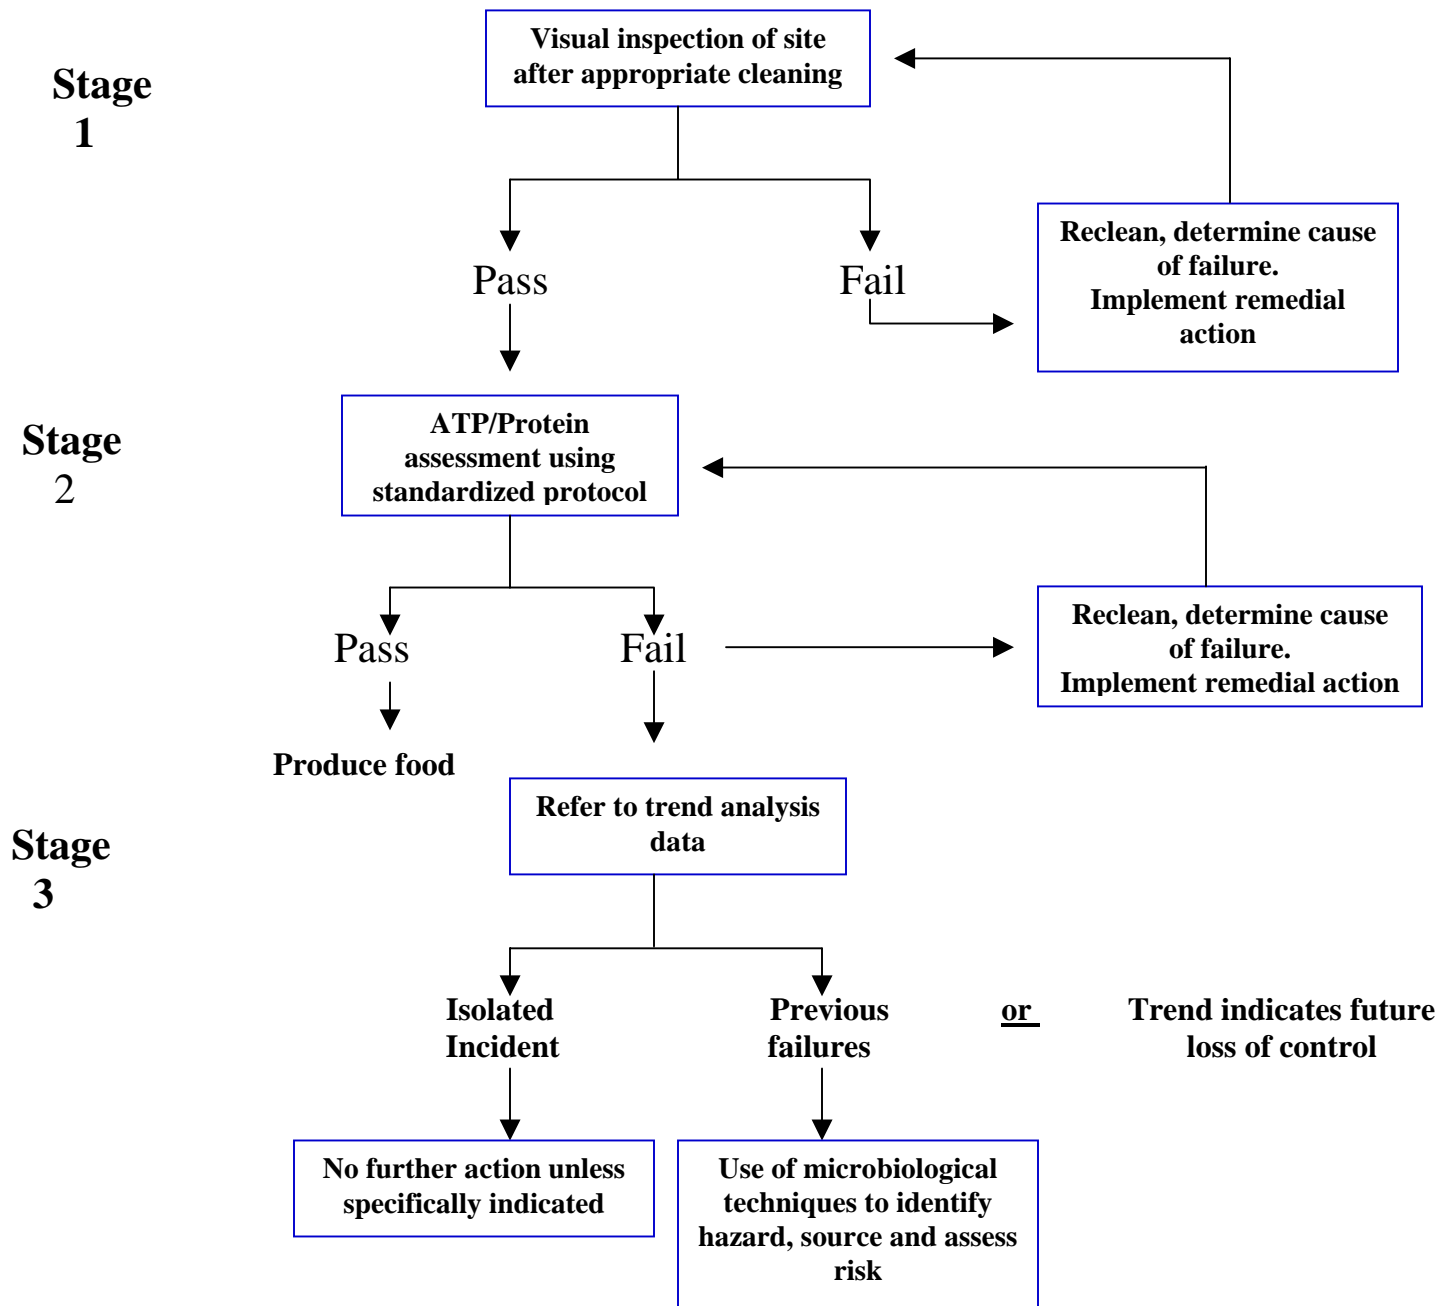 Visual inspection of site
after appropriate cleaning
Stage
1
Pass
Fail
Reclean, determine cause
of failure.
Implement remedial
action
Stage
2
ATP/Protein
assessment using
standardized protocol
Pass
Fail
Reclean, determine cause
of failure.
Implement remedial action
Produce food
Stage
3
Refer to trend analysis
data
Isolated
Incident
Previous
failures
or
Trend indicates future
loss of control
No further action unless
specifically indicated
Use of microbiological
techniques to identify
hazard, source and assess
risk